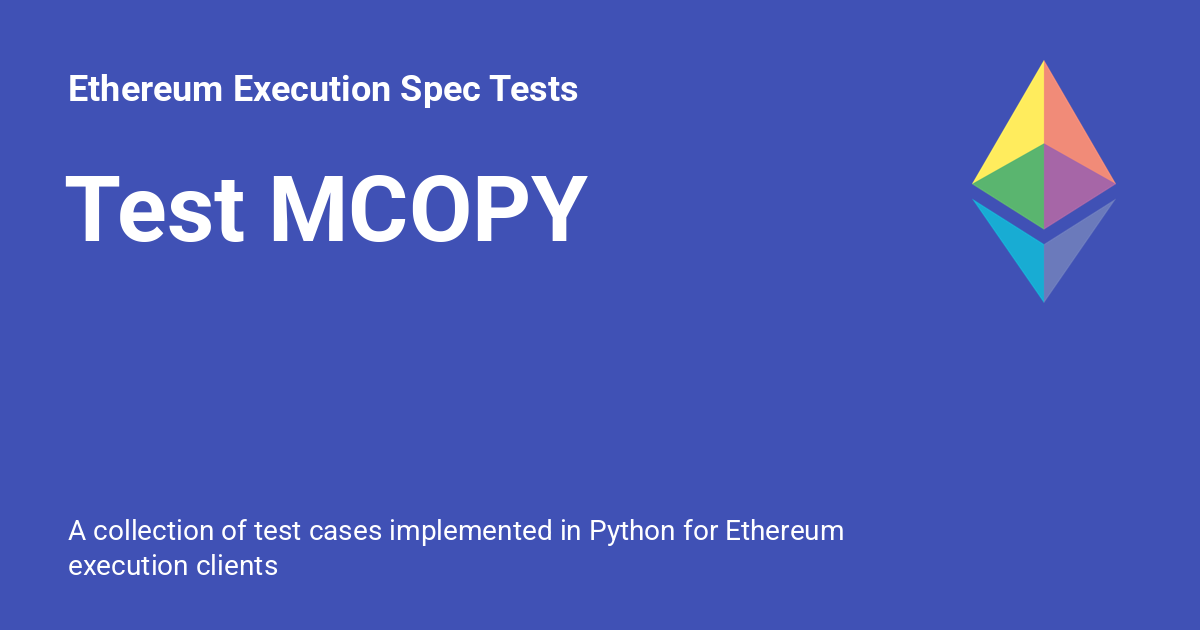 Ethereum Execution Spec Tests
Test MCOPY
A collection of test cases implemented in Python for Ethereum
execution clients